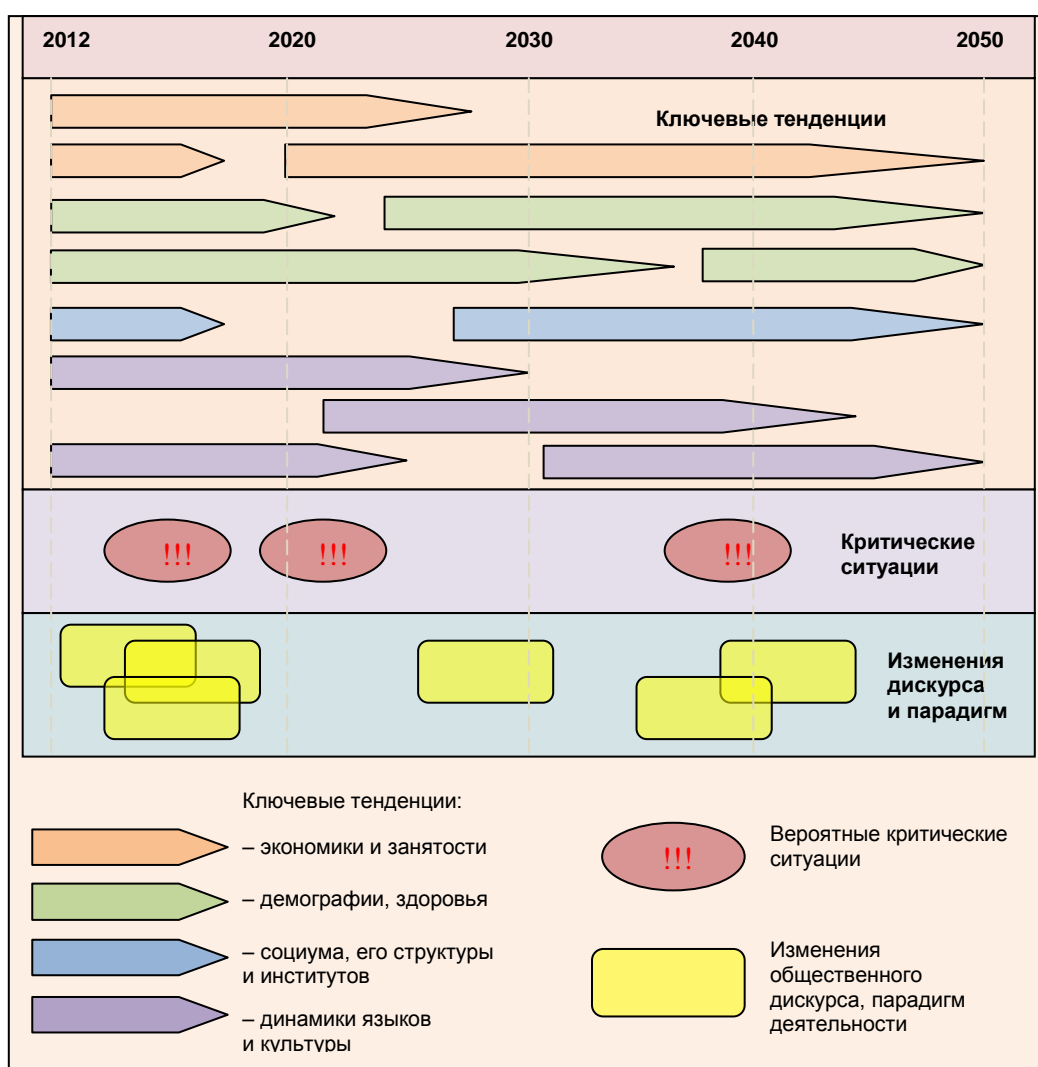 2012 2020 2030 2040 2050
Ключевые тенденции
!!! !!! !!!
Критические
ситуации
Изменения
дискурса
и парадигм
Ключевые тенденции:
– экономики и занятости
– демографии, здоровья
– социума, его структуры
и институтов
– динамики языков
и культуры
!!!
Вероятные критические
ситуации
Изменения
общественного
дискурса, парадигм
деятельности